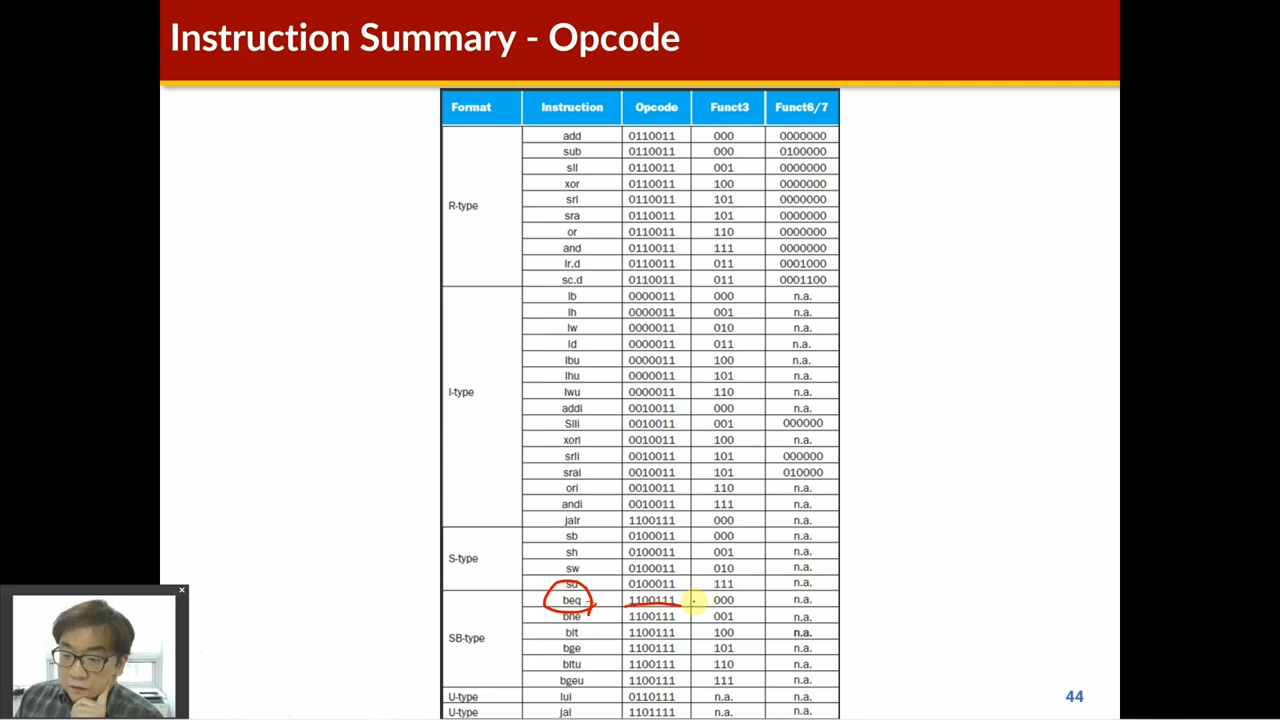 Instruction Summary - Opcode
Format Instruction Opcode Funct3 Funct6/7
R-type
add 0110011 000 0000000
sub 0110011 000 0100000
sll 0110011 001 0000000
xor 0110011 100 0000000
srl 0110011 101 0000000
sra 0110011 101 0000000
or 0110011 110 0000000
and 0110011 111 0000000
lr.d 0110011 011 0001000
sc.d 0110011 011 0001100
I-type
lb 0000011 000 n.a.
lh 0000011 001 n.a.
lw 0000011 010 n.a.
ld 0000011 011 n.a.
lbu 0000011 100 n.a.
lhu 0000011 101 n.a.
lwu 0000011 110 n.a.
addi 0010011 000 n.a.
Slli 0010011 001 000000
xori 0010011 100 n.a.
srli 0010011 101 000000
srai 0010011 101 010000
ori 0010011 110 n.a.
andi 0010011 111 n.a.
jalr 1100111 000 n.a.
S-type
sb 0100011 000 n.a.
sh 0100011 001 n.a.
sw 0100011 010 n.a.
sd 0100011 111 n.a.
SB-type
beq 1100111 000 n.a.
bne 1100111 001 n.a.
blt 1100111 100 n.a.
bge 1100111 101 n.a.
bltu 1100111 110 n.a.
bgeu 1100111 111 n.a.
U-type lui 0110111 n.a. n.a.
U-type jal 1101111 n.a. n.a.
44